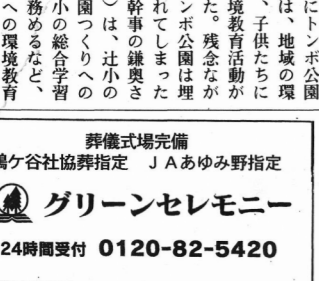 にトンボ公園
は、地域の環
、子供たちに
境教育活動が
た。残念なが
ンボ公園は埋
れてしまった
幹事の鎌奥さ
）は、辻小の
園つくりへの
小の総合学習
務めるなど、
への環境教育
葬儀式場完備
鶴ケ谷社協葬指定 JAあゆみ野指定
グリーンセレモニー
24時間受付 0120-82-5420